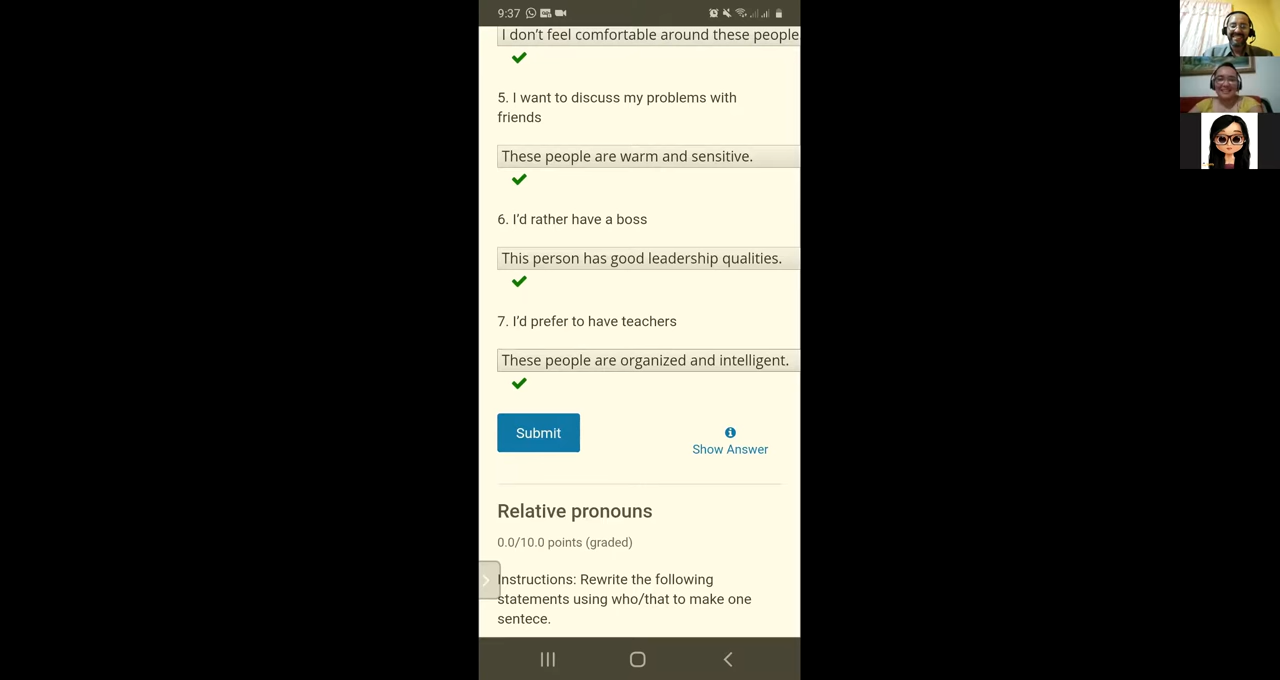 9:37
I don't feel comfortable around these people
5. I want to discuss my problems with
friends
These people are warm and sensitive.
6. I'd rather have a boss
This person has good leadership qualities.
7. I'd prefer to have teachers
These people are organized and intelligent.
Submit
Show Answer
Relative pronouns
0.0/10.0 points (graded)
Instructions: Rewrite the following
statements using who/that to make one
sentece.